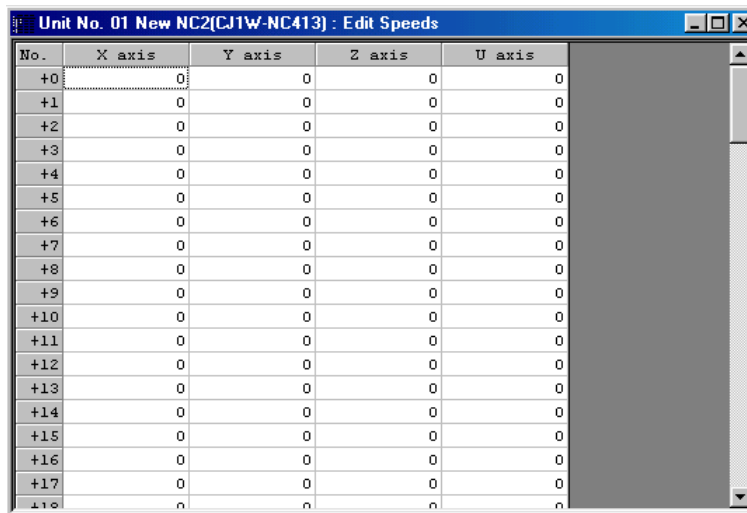 Unit No. 01 New NC2(CJ1W-NC413) : Edit Speeds
No. X axis Y axis Z axis U axis
+0 0 0 0 0
+1 0 0 0 0
+2 0 0 0 0
+3 0 0 0 0
+4 0 0 0 0
+5 0 0 0 0
+6 0 0 0 0
+7 0 0 0 0
+8 0 0 0 0
+9 0 0 0 0
+10 0 0 0 0
+11 0 0 0 0
+12 0 0 0 0
+13 0 0 0 0
+14 0 0 0 0
+15 0 0 0 0
+16 0 0 0 0
+17 0 0 0 0
+18 0 0 0 0